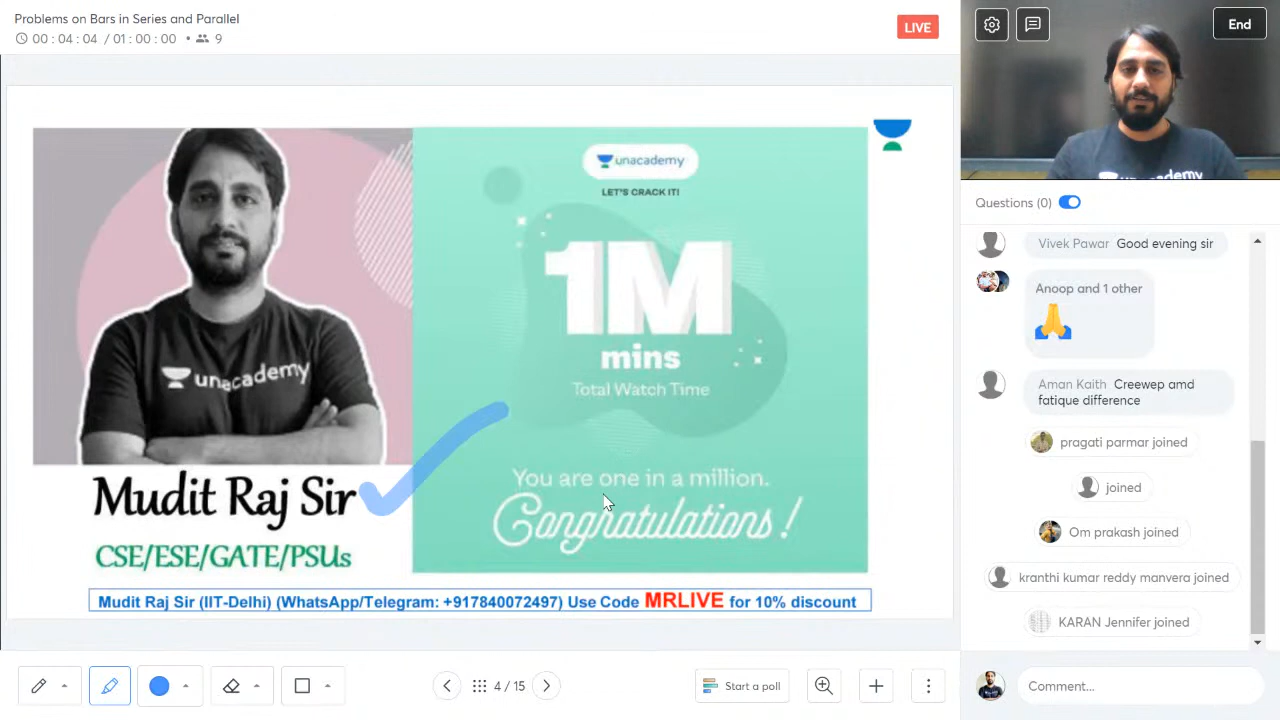 Problems on Bars in Series and Parallel
00 : 04 : 04 / 01 : 00 : 00 • 9
LIVE
unacademy
LET'S CRACK IT!
1M
mins
Total Watch Time
You are one in a million.
Congratulations!
unacademy
Mudit Raj Sir
CSE/ESE/GATE/PSUs
Mudit Raj Sir (IIT-Delhi) (WhatsApp/Telegram: +917840072497) Use Code MRLIVE for 10% discount
4 / 15
Start a poll
End
unacademy
Questions (0)
Vivek Pawar Good evening sir
Anoop and 1 other
Aman Kaith Creewep amd
fatique difference
pragati parmar joined
joined
Om prakash joined
kranthi kumar reddy manvera joined
KARAN Jennifer joined
Comment...